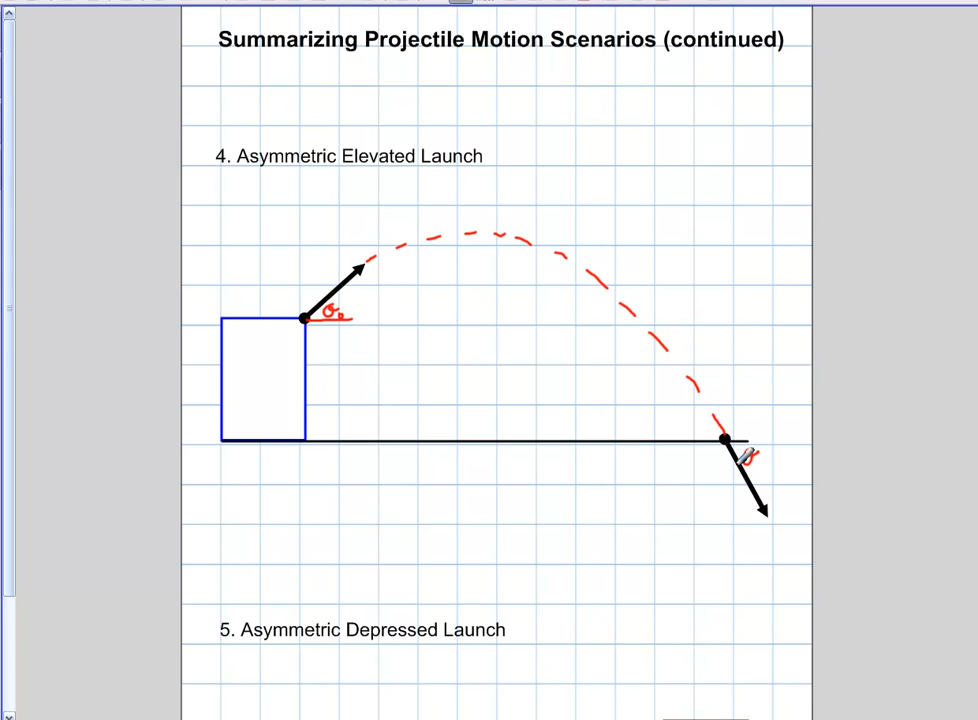 Summarizing Projectile Motion Scenarios (continued)
4. Asymmetric Elevated Launch
θ₀
5. Asymmetric Depressed Launch